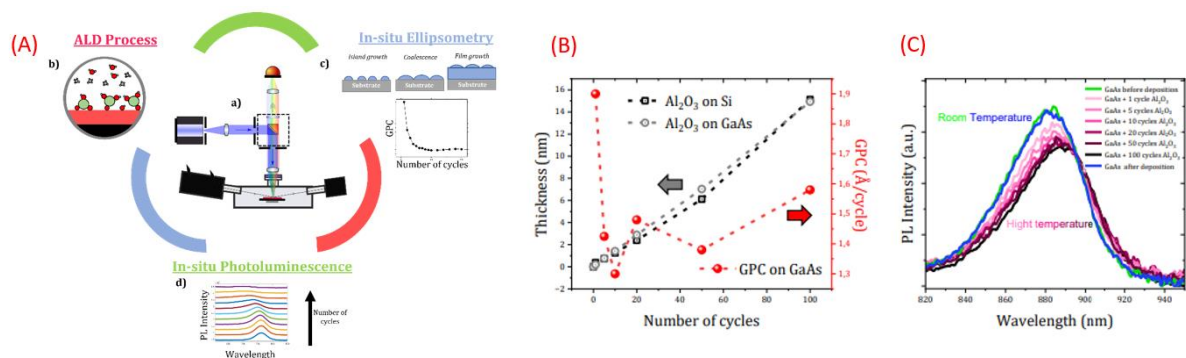 (A)
ALD Process
b)
a)
In-situ Ellipsometry
c)
Island growth
Coalescence
Film growth
Substrate
Substrate
Substrate
GPC
Number of cycles
In-situ Photoluminescence
d)
PL Intensity
Wavelength
Number of
cycles
(B)
Thickness (nm)
16
14
12
10
8
6
4
2
0
−2
Al₂O₃ on Si
Al₂O₃ on GaAs
GPC on GaAs
0 20 40 60 80 100
Number of cycles
1,9
1,8
1,7
1,6
1,5
1,4
1,3
GPC (Å/cycle)
(C)
PL Intensity (a.u.)
Room Temperature
Hight temperature
GaAs before deposition
GaAs + 1 cycle Al₂O₃
GaAs + 5 cycles Al₂O₃
GaAs + 10 cycles Al₂O₃
GaAs + 20 cycles Al₂O₃
GaAs + 50 cycles Al₂O₃
GaAs + 100 cycles Al₂O₃
GaAs after deposition
820 840 860 880 900 920 940
Wavelength (nm)